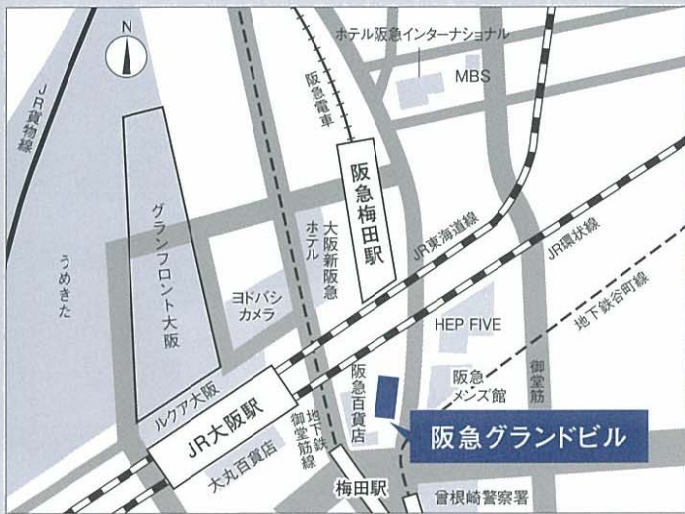 N
ホテル阪急インターナショナル
MBS
阪急電車
JR貨物線
阪急梅田駅
グランフロント大阪
うめきた
大阪新阪急
ホテル
ヨドバシ
カメラ
JR東海道線
JR環状線
地下鉄谷町線
HEP FIVE
御堂筋
阪急
メンズ館
阪急百貨店
ルクア大阪
JR大阪駅
大丸百貨店
地下鉄
御堂筋線
阪急グランドビル
梅田駅
曾根崎警察署